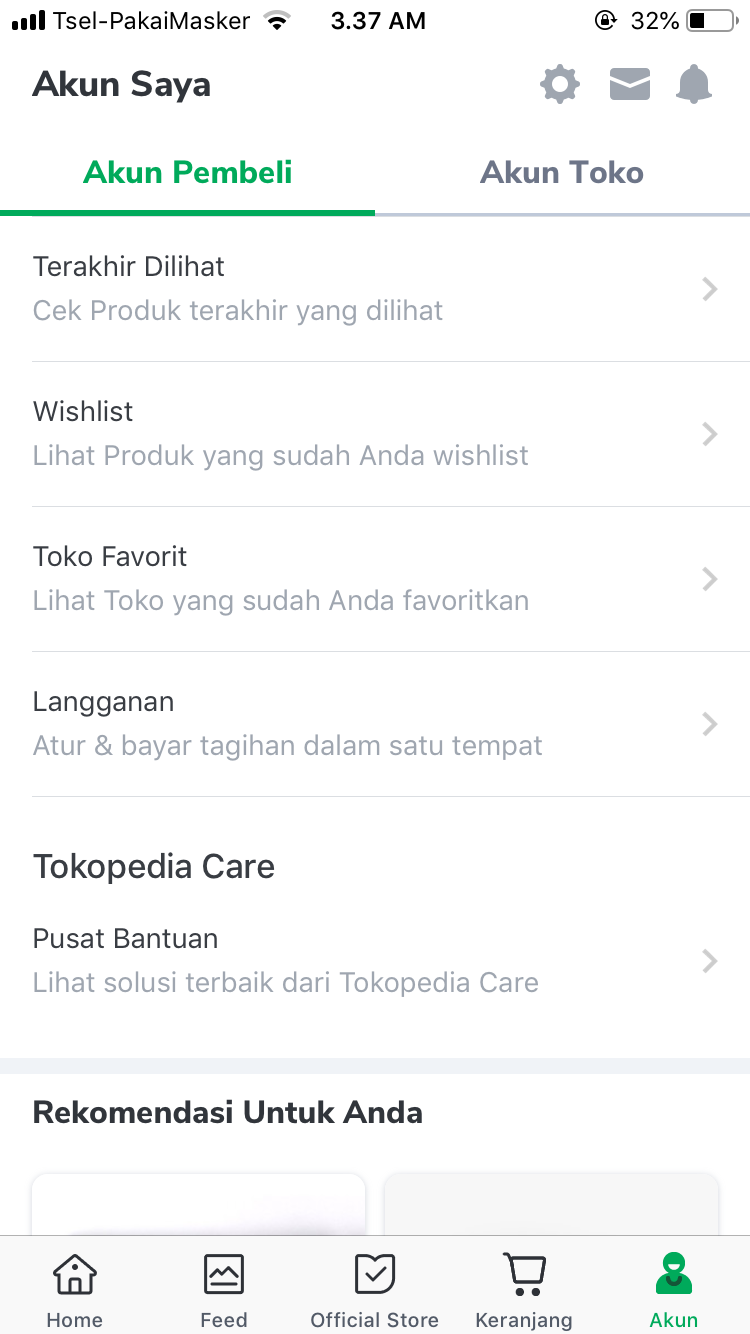 Tsel-PakaiMasker 3.37 AM 32%
Akun Saya
Akun Pembeli Akun Toko
Terakhir Dilihat
Cek Produk terakhir yang dilihat
Wishlist
Lihat Produk yang sudah Anda wishlist
Toko Favorit
Lihat Toko yang sudah Anda favoritkan
Langganan
Atur & bayar tagihan dalam satu tempat
Tokopedia Care
Pusat Bantuan
Lihat solusi terbaik dari Tokopedia Care
Rekomendasi Untuk Anda
Home Feed Official Store Keranjang Akun